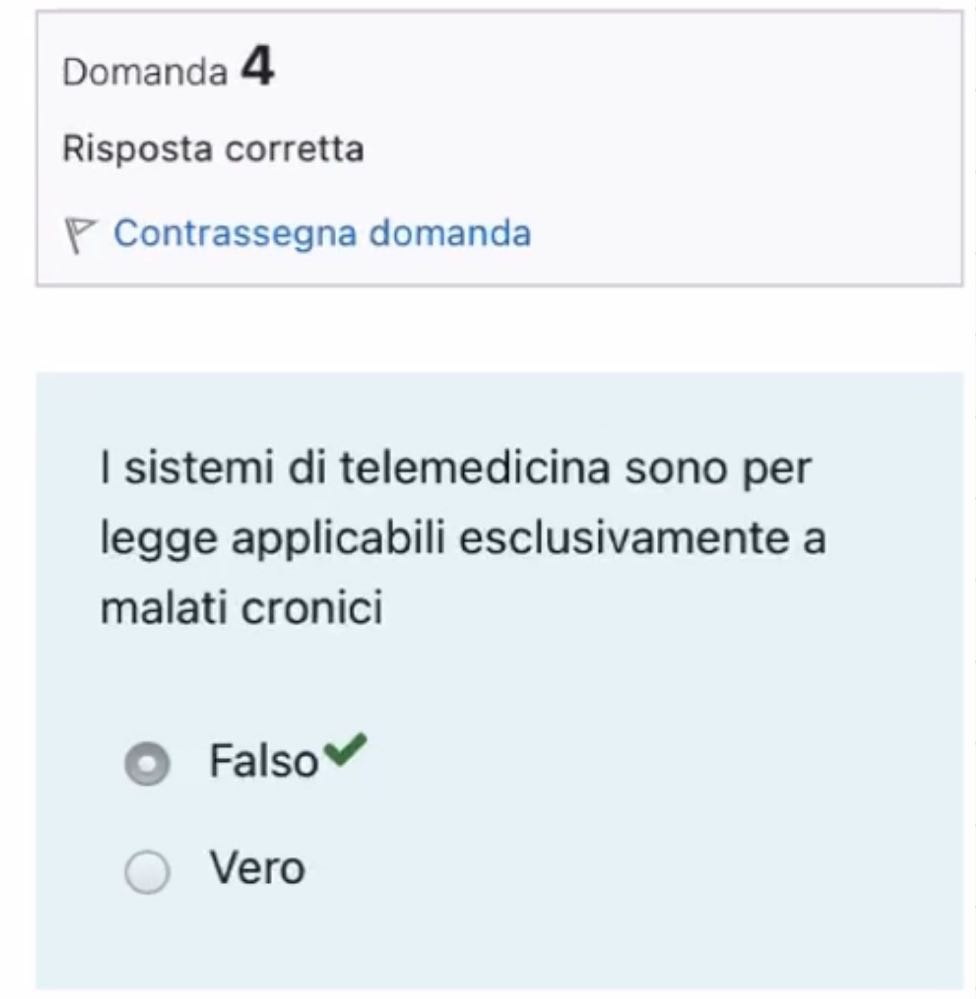 Domanda 4
Risposta corretta
Contrassegna domanda
I sistemi di telemedicina sono per
legge applicabili esclusivamente a
malati cronici
Falso
Vero